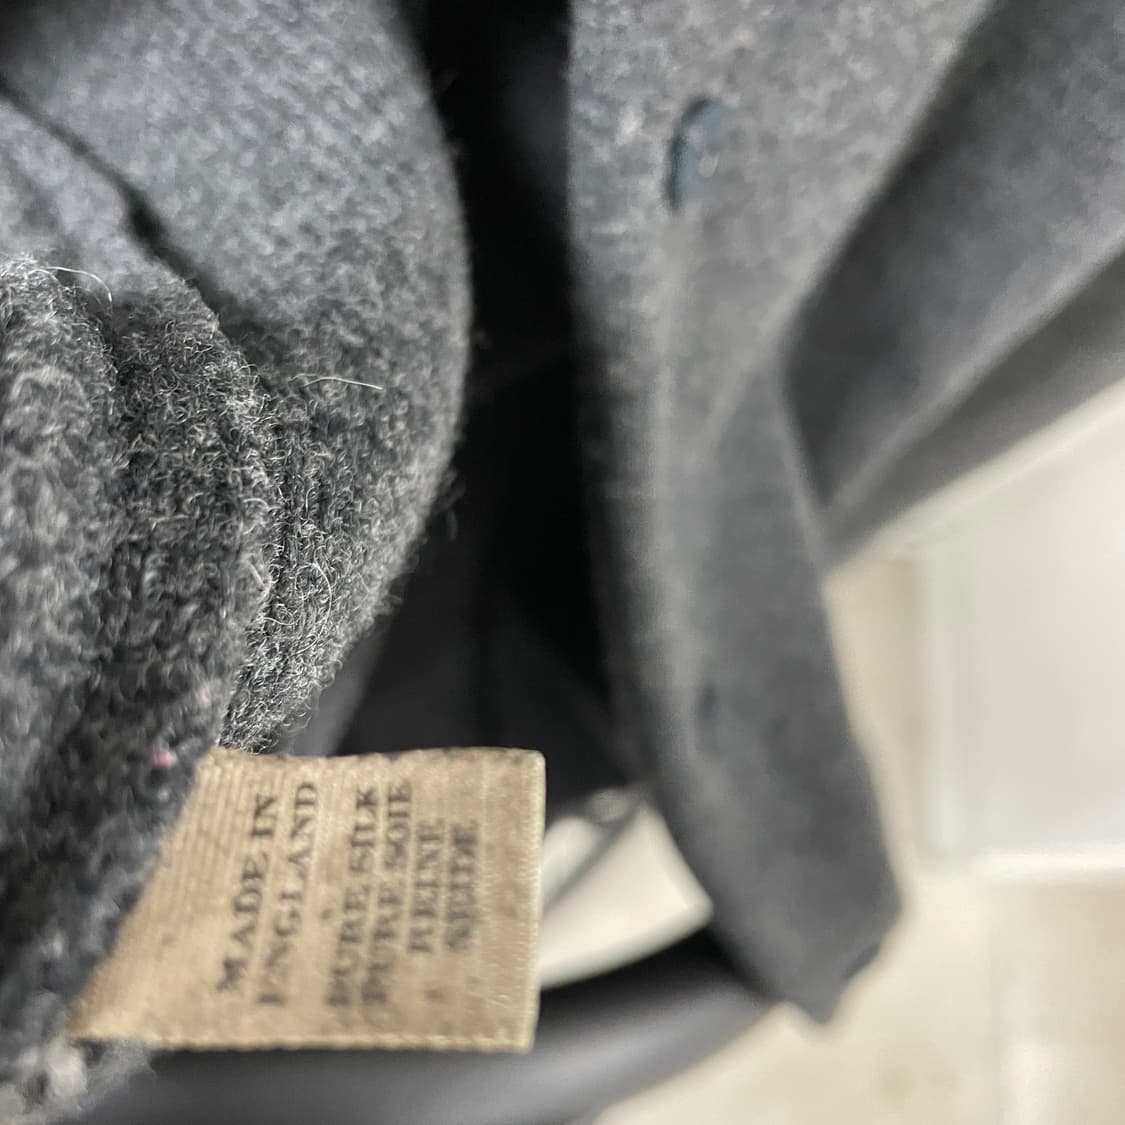 MADE IN
ENGLAND
PURE SILK
PURE SOIE
REINE
SEIDE